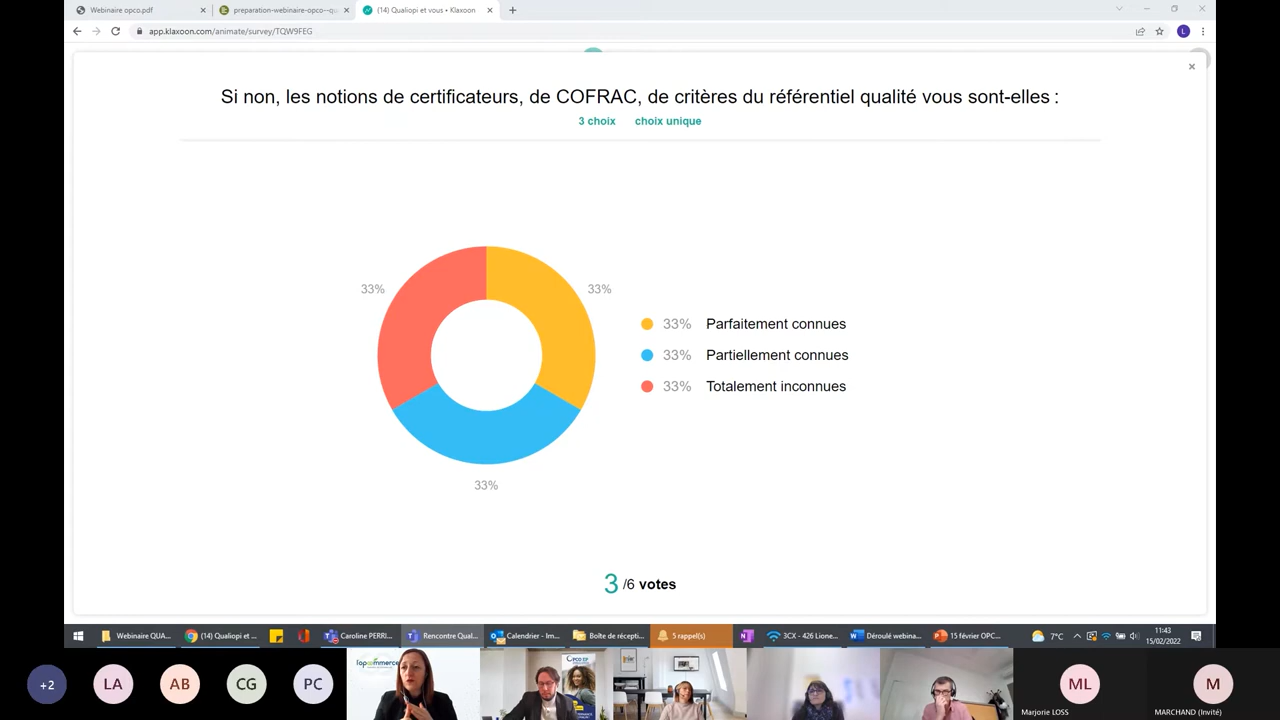 Webinaire opco.pdf
preparation-webinaire-opco--qu
(14) Qualiopi et vous • Klaxoon
app.klaxoon.com/animate/survey/TQW9FEG
L
Si non, les notions de certificateurs, de COFRAC, de critères du référentiel qualité vous sont-elles :
3 choix choix unique
33%
33%
33%
33% Parfaitement connues
33% Partiellement connues
33% Totalement inconnues
3 /6 votes
Webinaire QUA...
(14) Qualiopi et ...
Caroline PERRI...
Rencontre Qual...
Calendrier - Im...
Boîte de récepti...
5 rappel(s)
3CX - 426 Lione...
Déroulé webina...
15 février OPC...
7°C
11:43
15/02/2022
+2
LA
AB
CG
PC
l'opcommerce
OPCO EP
ML
Marjorie LOSS
M
MARCHAND (Invité)